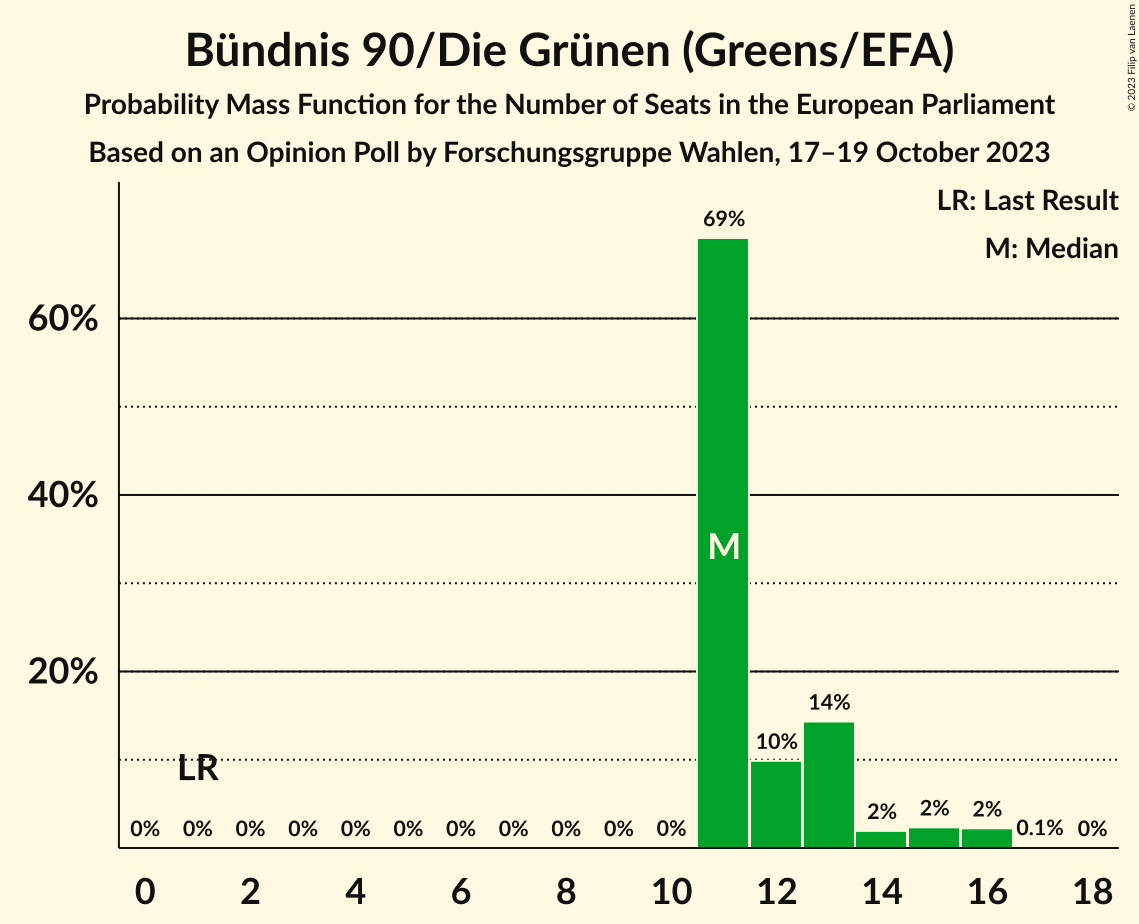 Bündnis 90/Die Grünen (Greens/EFA)
Probability Mass Function for the Number of Seats in the European Parliament
Based on an Opinion Poll by Forschungsgruppe Wahlen, 17–19 October 2023
© 2023 Filip van Laenen
LR: Last Result
M: Median
60%
40%
20%
69%
M
14%
10%
LR
0% 0% 0% 0% 0% 0% 0% 0% 0% 0% 0% 2% 2% 2% 0.1% 0%
0 2 4 6 8 10 12 14 16 18